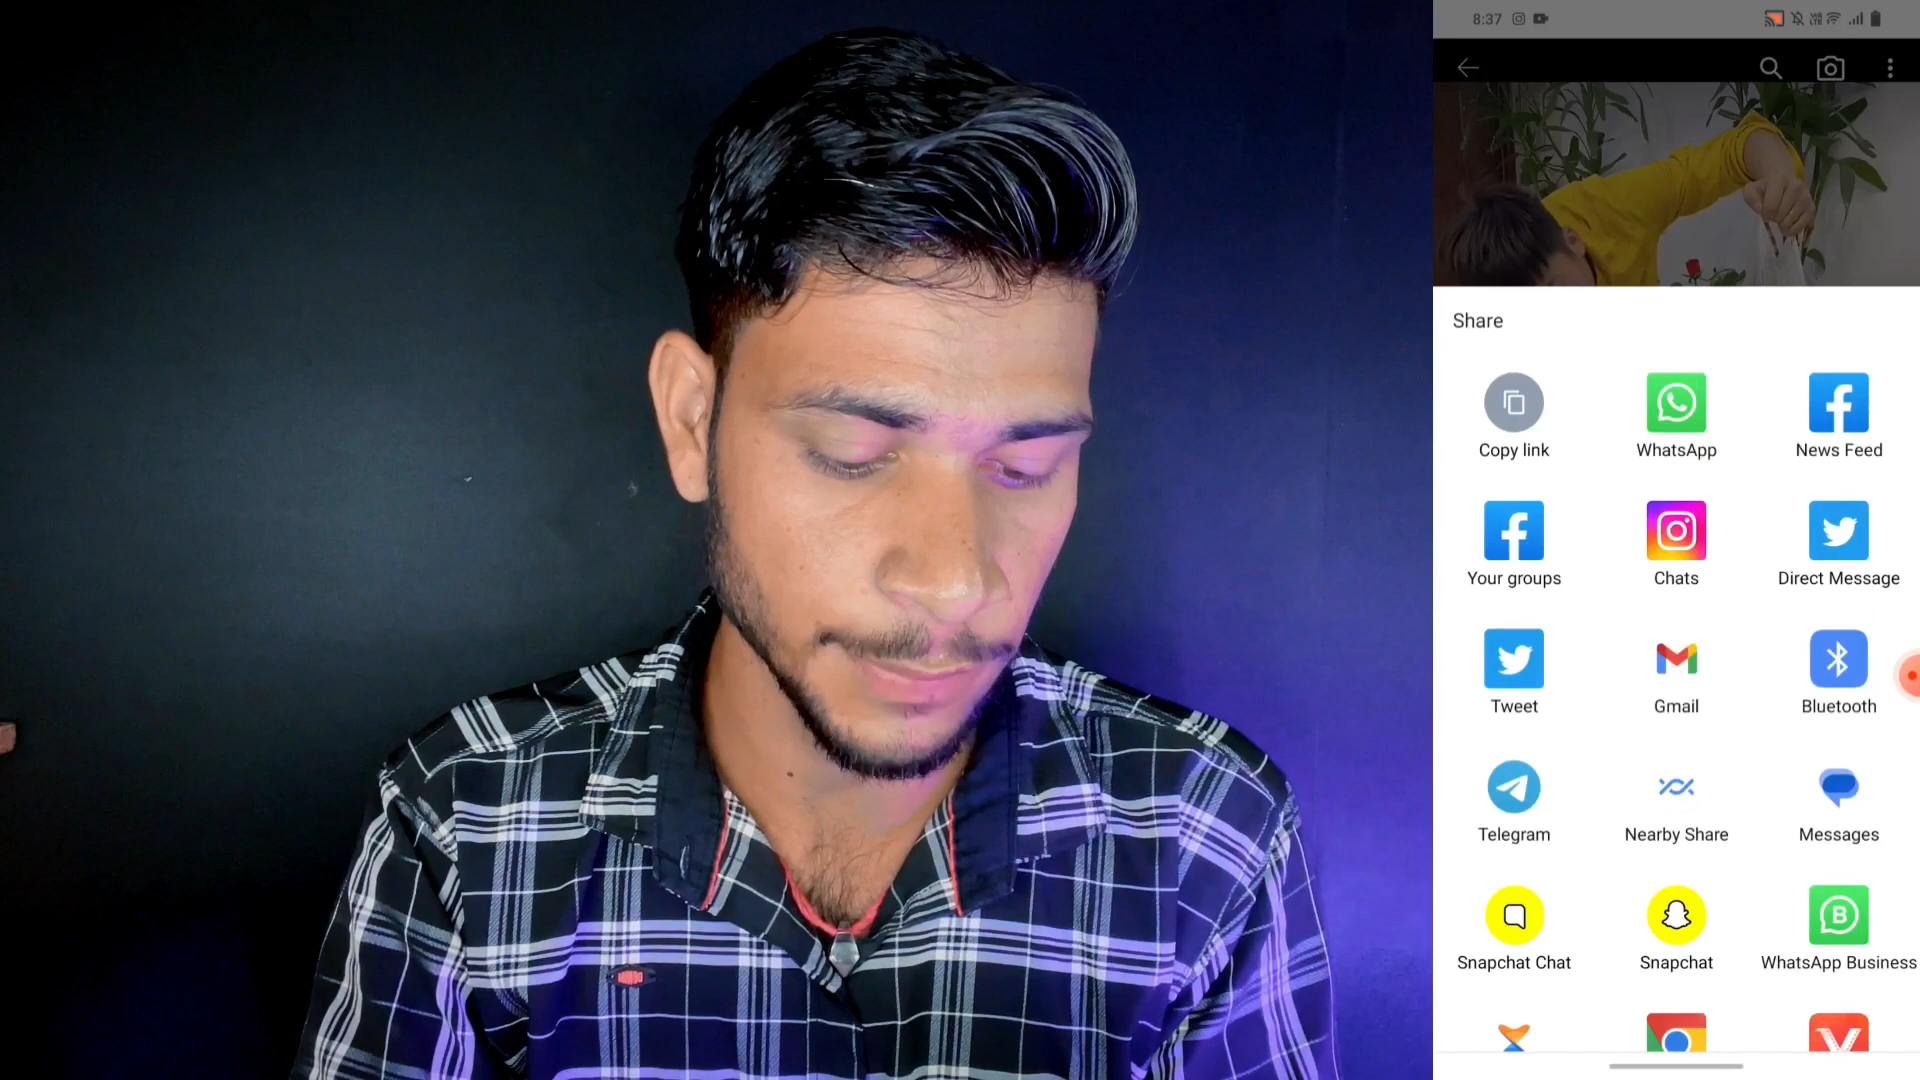 8:37
Share
Copy link
WhatsApp
News Feed
Your groups
Chats
Direct Message
Tweet
Gmail
Bluetooth
Telegram
Nearby Share
Messages
Snapchat Chat
Snapchat
B
WhatsApp Business